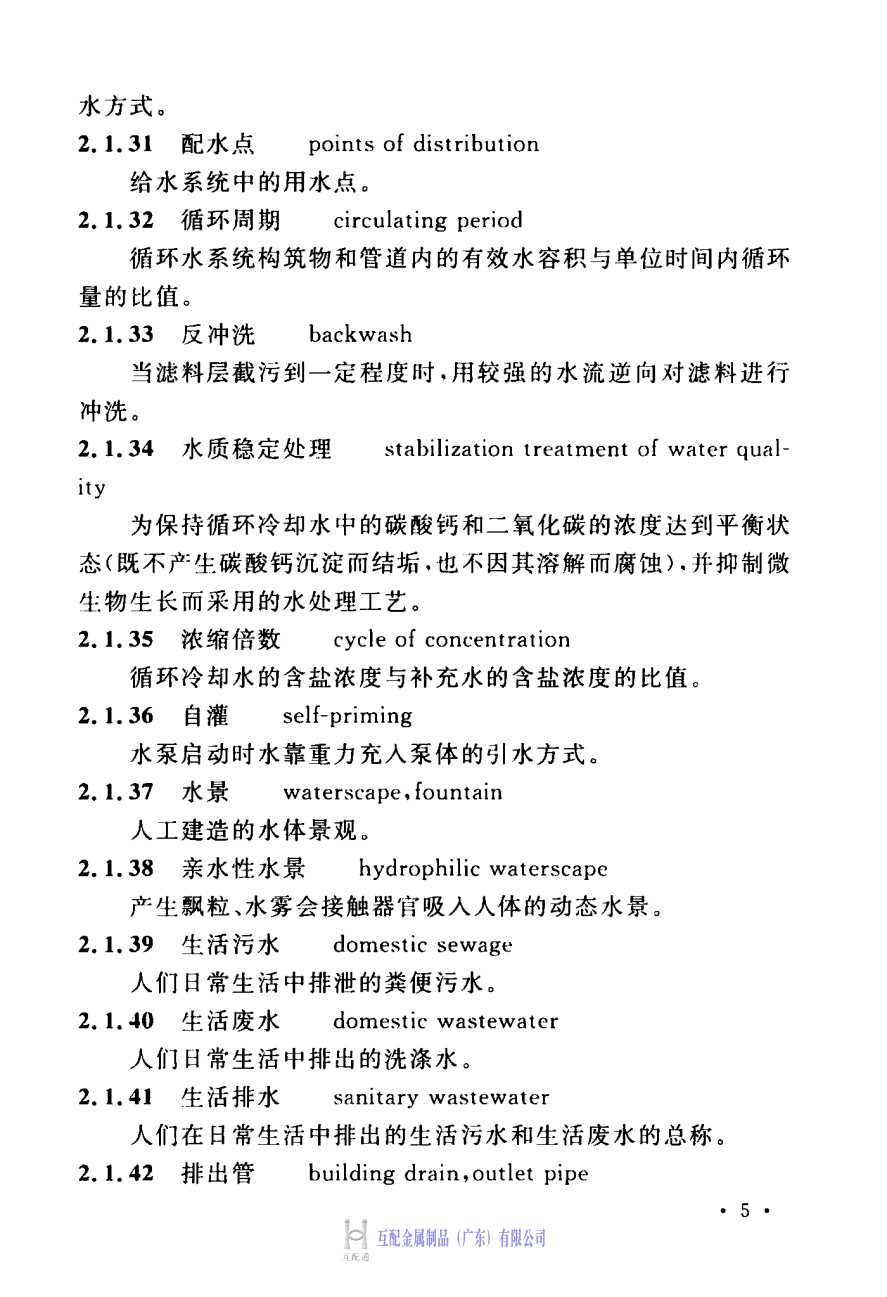 水方式。
2.1.31 配水点 points of distribution
给水系统中的用水点。
2.1.32 循环周期 circulating period
循环水系统构筑物和管道内的有效水容积与单位时间内循环
量的比值。
2.1.33 反冲洗 backwash
当滤料层截污到一定程度时,用较强的水流逆向对滤料进行
冲洗。
2.1.34 水质稳定处理 stabilization treatment of water qual-
ity
为保持循环冷却水中的碳酸钙和二氧化碳的浓度达到平衡状
态(既不产生碳酸钙沉淀而结垢,也不因其溶解而腐蚀),并抑制微
生物生长而采用的水处理工艺。
2.1.35 浓缩倍数 cycle of concentration
循环冷却水的含盐浓度与补充水的含盐浓度的比值。
2.1.36 自灌 self-priming
水泵启动时水靠重力充入泵体的引水方式。
2.1.37 水景 waterscape,fountain
人工建造的水体景观。
2.1.38 亲水性水景 hydrophilic waterscape
产生飘粒、水雾会接触器官吸入人体的动态水景。
2.1.39 生活污水 domestic sewage
人们日常生活中排泄的粪便污水。
2.1.40 生活废水 domestic wastewater
人们日常生活中排出的洗涤水。
2.1.41 生活排水 sanitary wastewater
人们在日常生活中排出的生活污水和生活废水的总称。
2.1.42 排出管 building drain,outlet pipe
• 5 •
互配金属制品(广东)有限公司
互配通